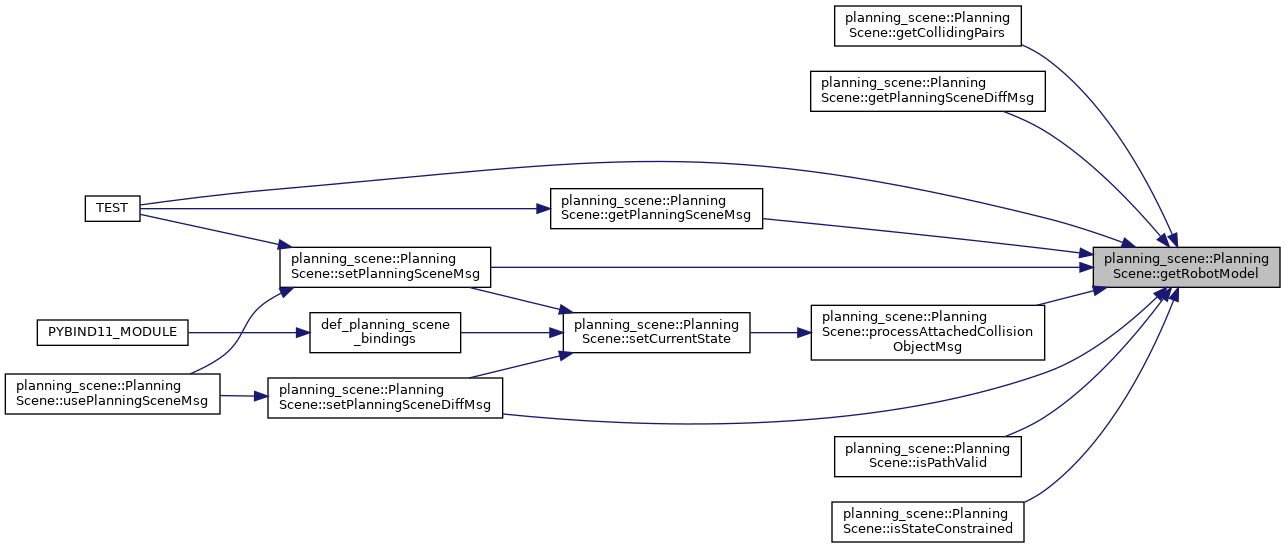 planning_scene::Planning
Scene::getCollidingPairs
planning_scene::Planning
Scene::getPlanningSceneDiffMsg
TEST
planning_scene::Planning
Scene::getPlanningSceneMsg
planning_scene::Planning
Scene::setPlanningSceneMsg
planning_scene::Planning
Scene::getRobotModel
PYBIND11_MODULE
def_planning_scene
_bindings
planning_scene::Planning
Scene::setCurrentState
planning_scene::Planning
Scene::processAttachedCollision
ObjectMsg
planning_scene::Planning
Scene::usePlanningSceneMsg
planning_scene::Planning
Scene::setPlanningSceneDiffMsg
planning_scene::Planning
Scene::isPathValid
planning_scene::Planning
Scene::isStateConstrained